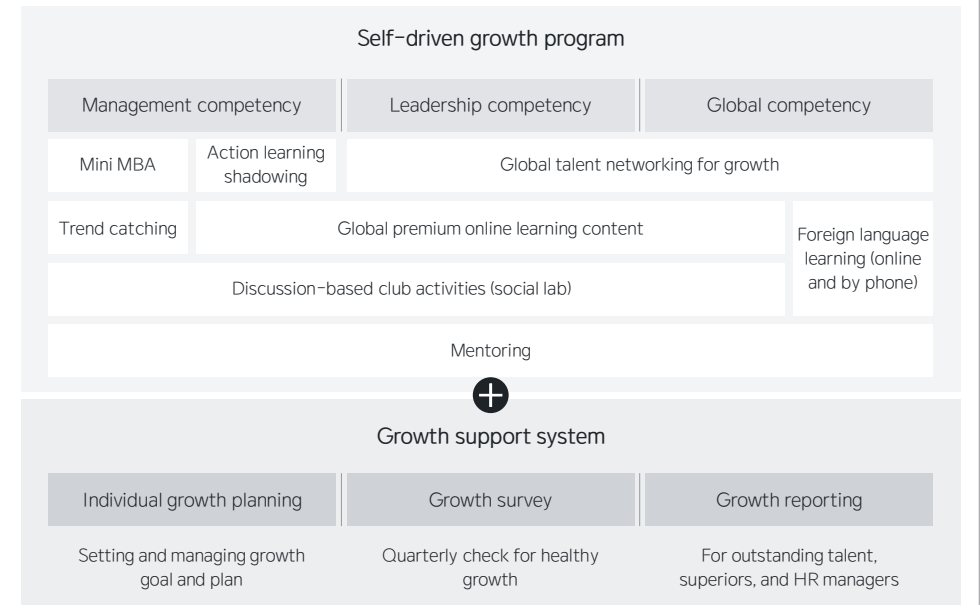 Self-driven growth program
Management competency
Leadership competency
Global competency
Mini MBA
Action learning
shadowing
Global talent networking for growth
Trend catching
Global premium online learning content
Foreign language
learning (online
and by phone)
Discussion-based club activities (social lab)
Mentoring
+
Growth support system
Individual growth planning
Growth survey
Growth reporting
Setting and managing growth
goal and plan
Quarterly check for healthy
growth
For outstanding talent,
superiors, and HR managers